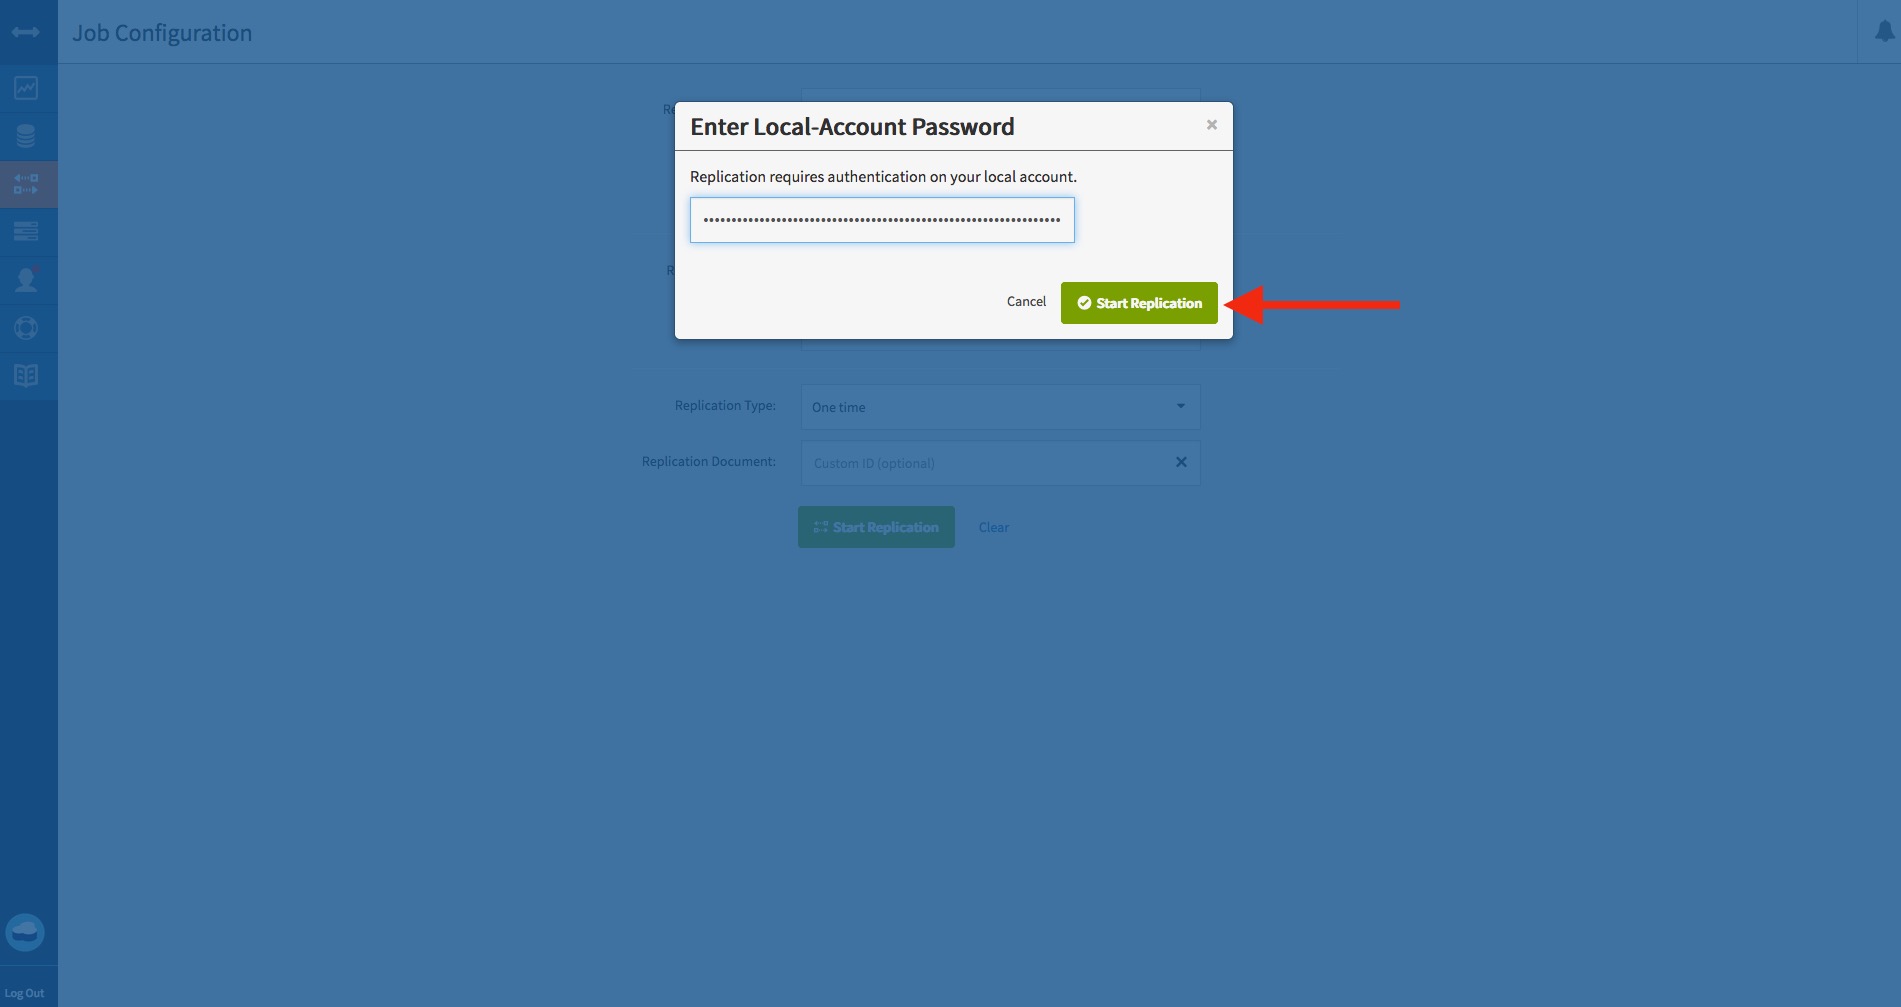 Job Configuration
Re
Enter Local-Account Password
×
Replication requires authentication on your local account.
R
Cancel
Start Replication
Replication Type:
One time
Replication Document:
Custom ID (optional)
Start Replication
Clear
Log Out